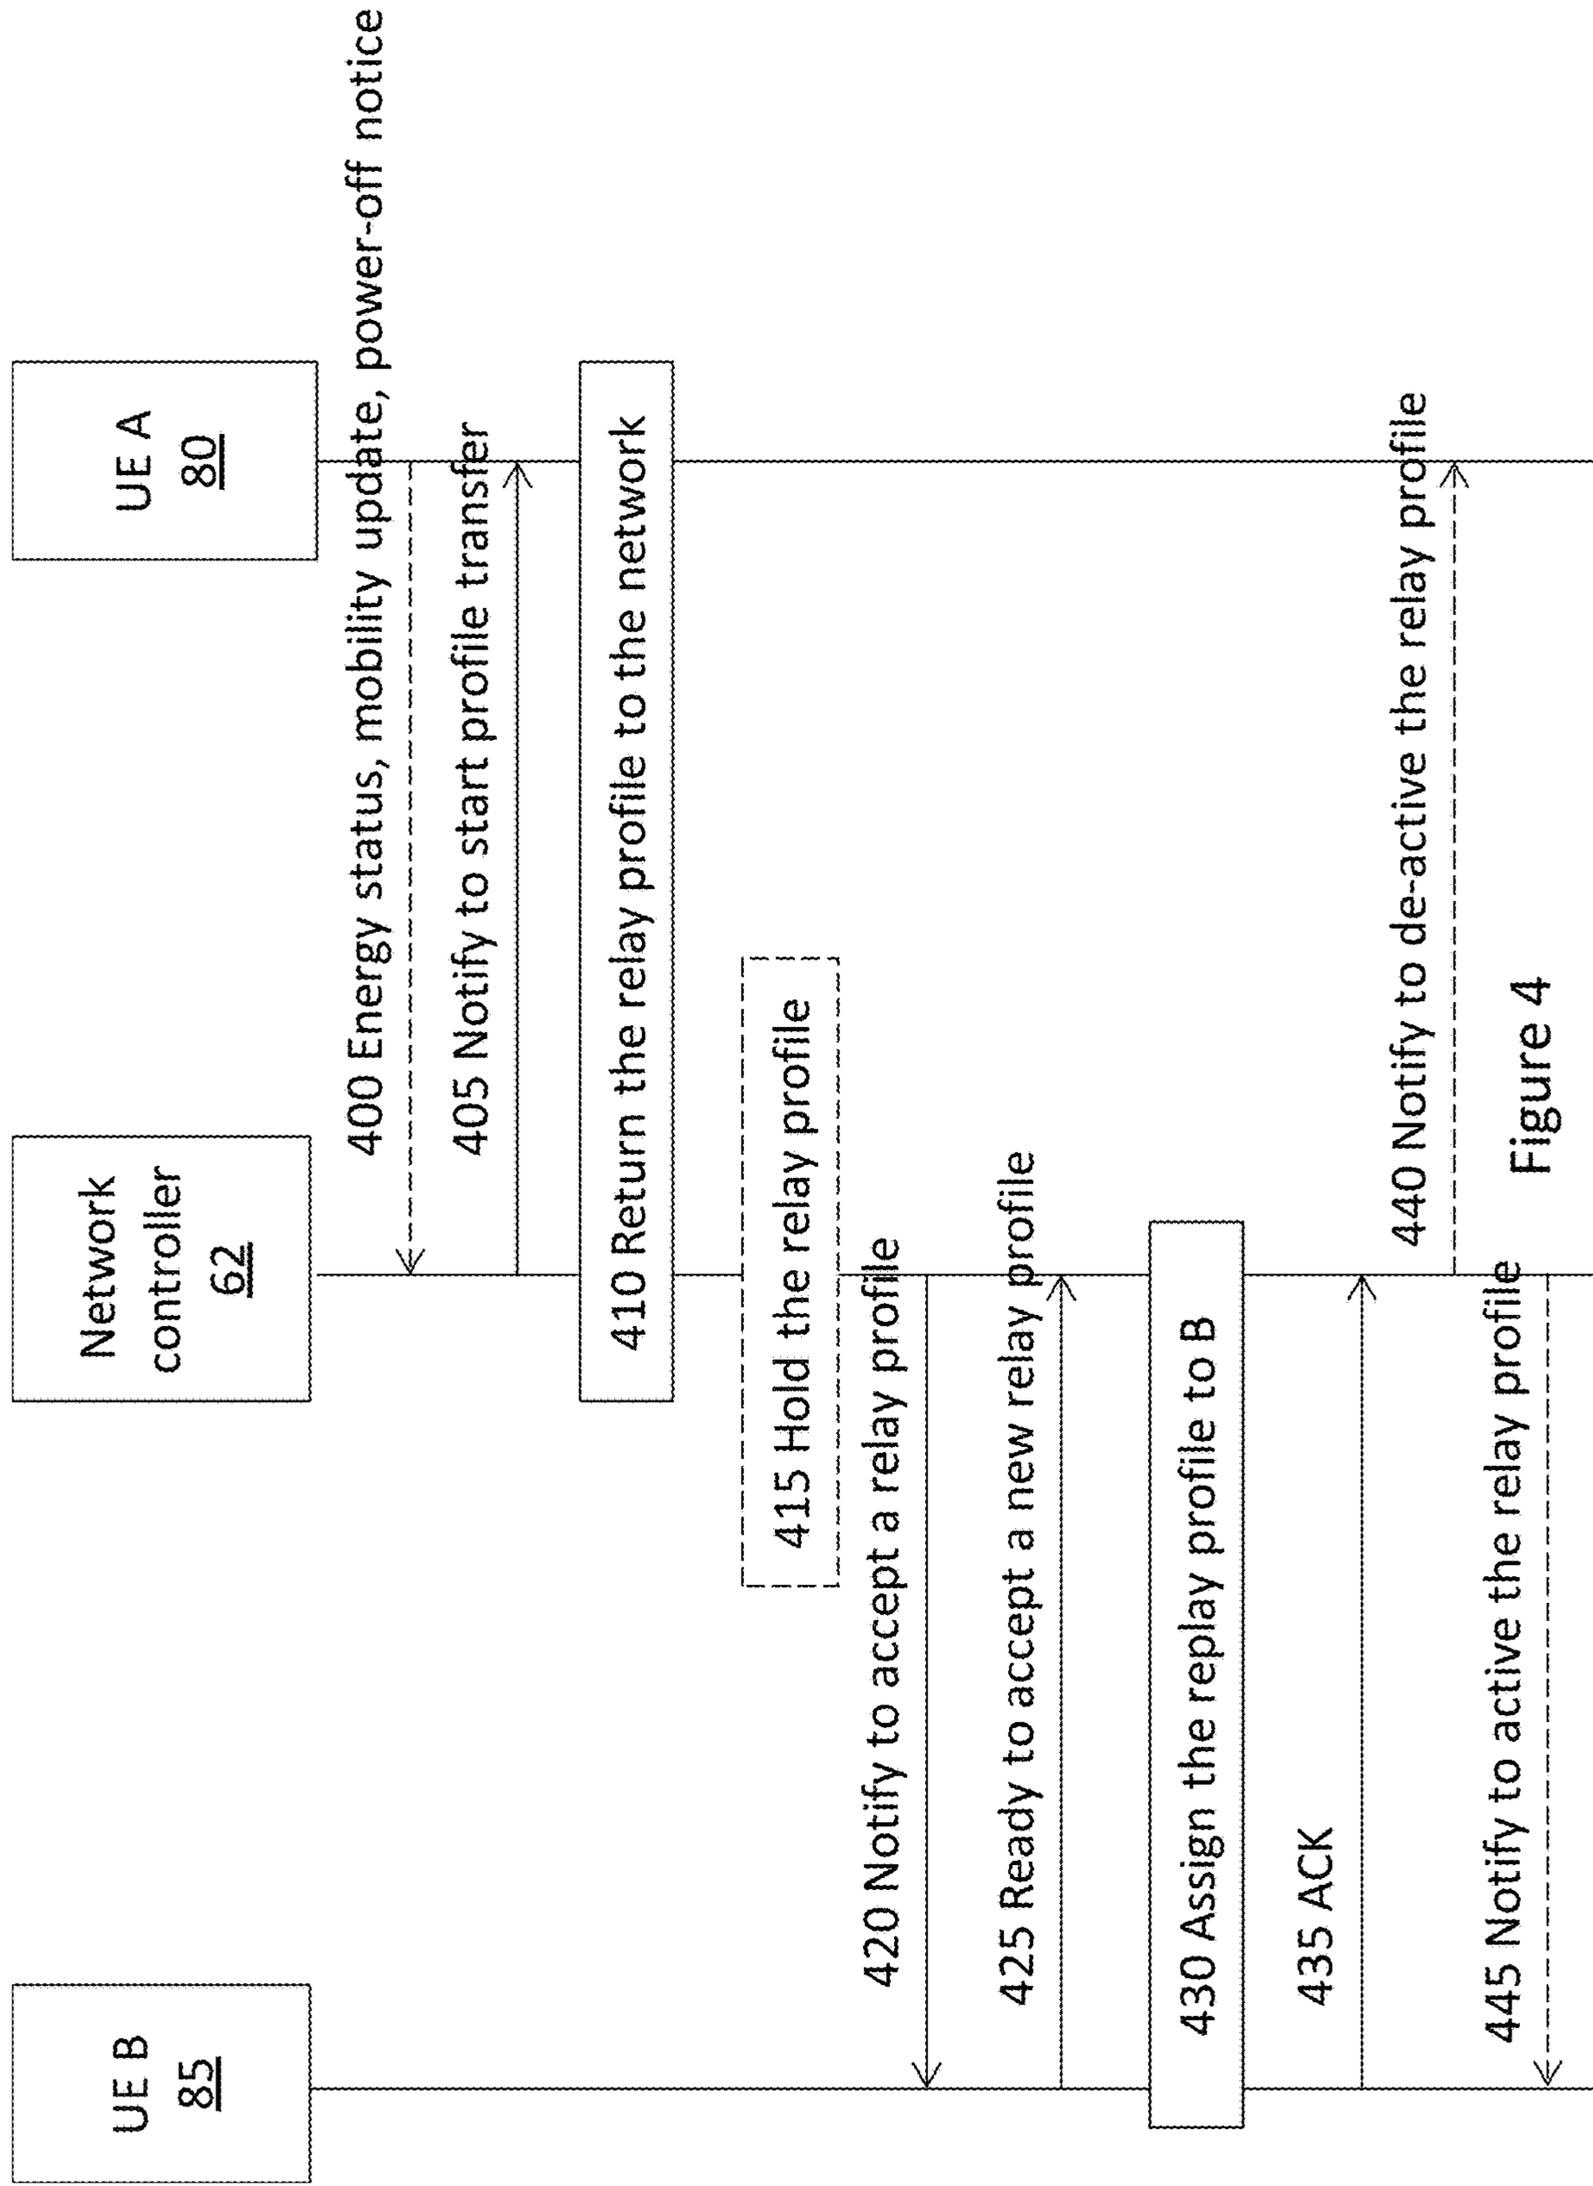 UE B
85
Network
controller
62
UE A
80
400 Energy status, mobility update, power-off notice
405 Notify to start profile transfer
410 Return the relay profile to the network
415 Hold the relay profile
420 Notify to accept a relay profile
425 Ready to accept a new relay profile
430 Assign the replay profile to B
435 ACK
440 Notify to de-active the relay profile
445 Notify to active the relay profile
Figure 4